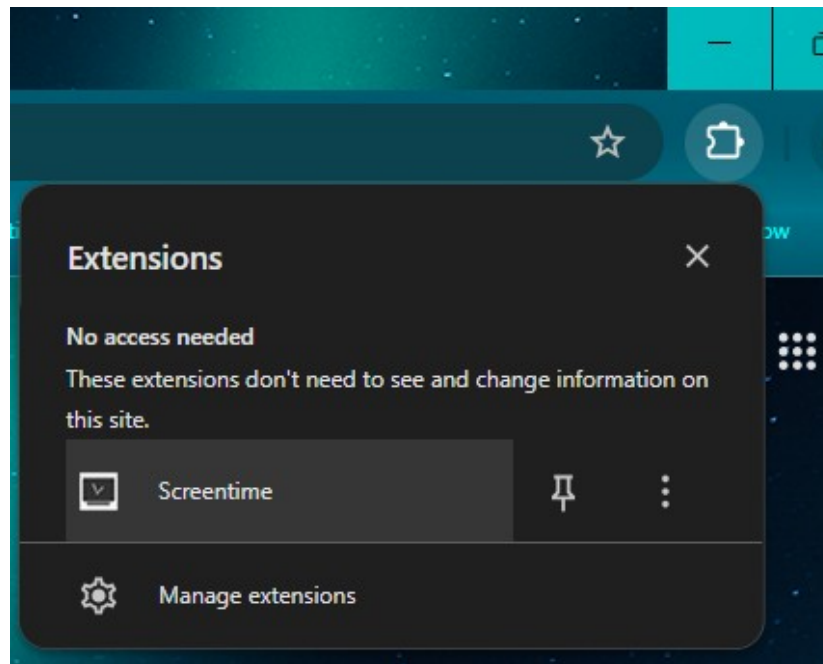 ow
Extensions
No access needed
These extensions don't need to see and change information on
this site.
Screentime
Manage extensions